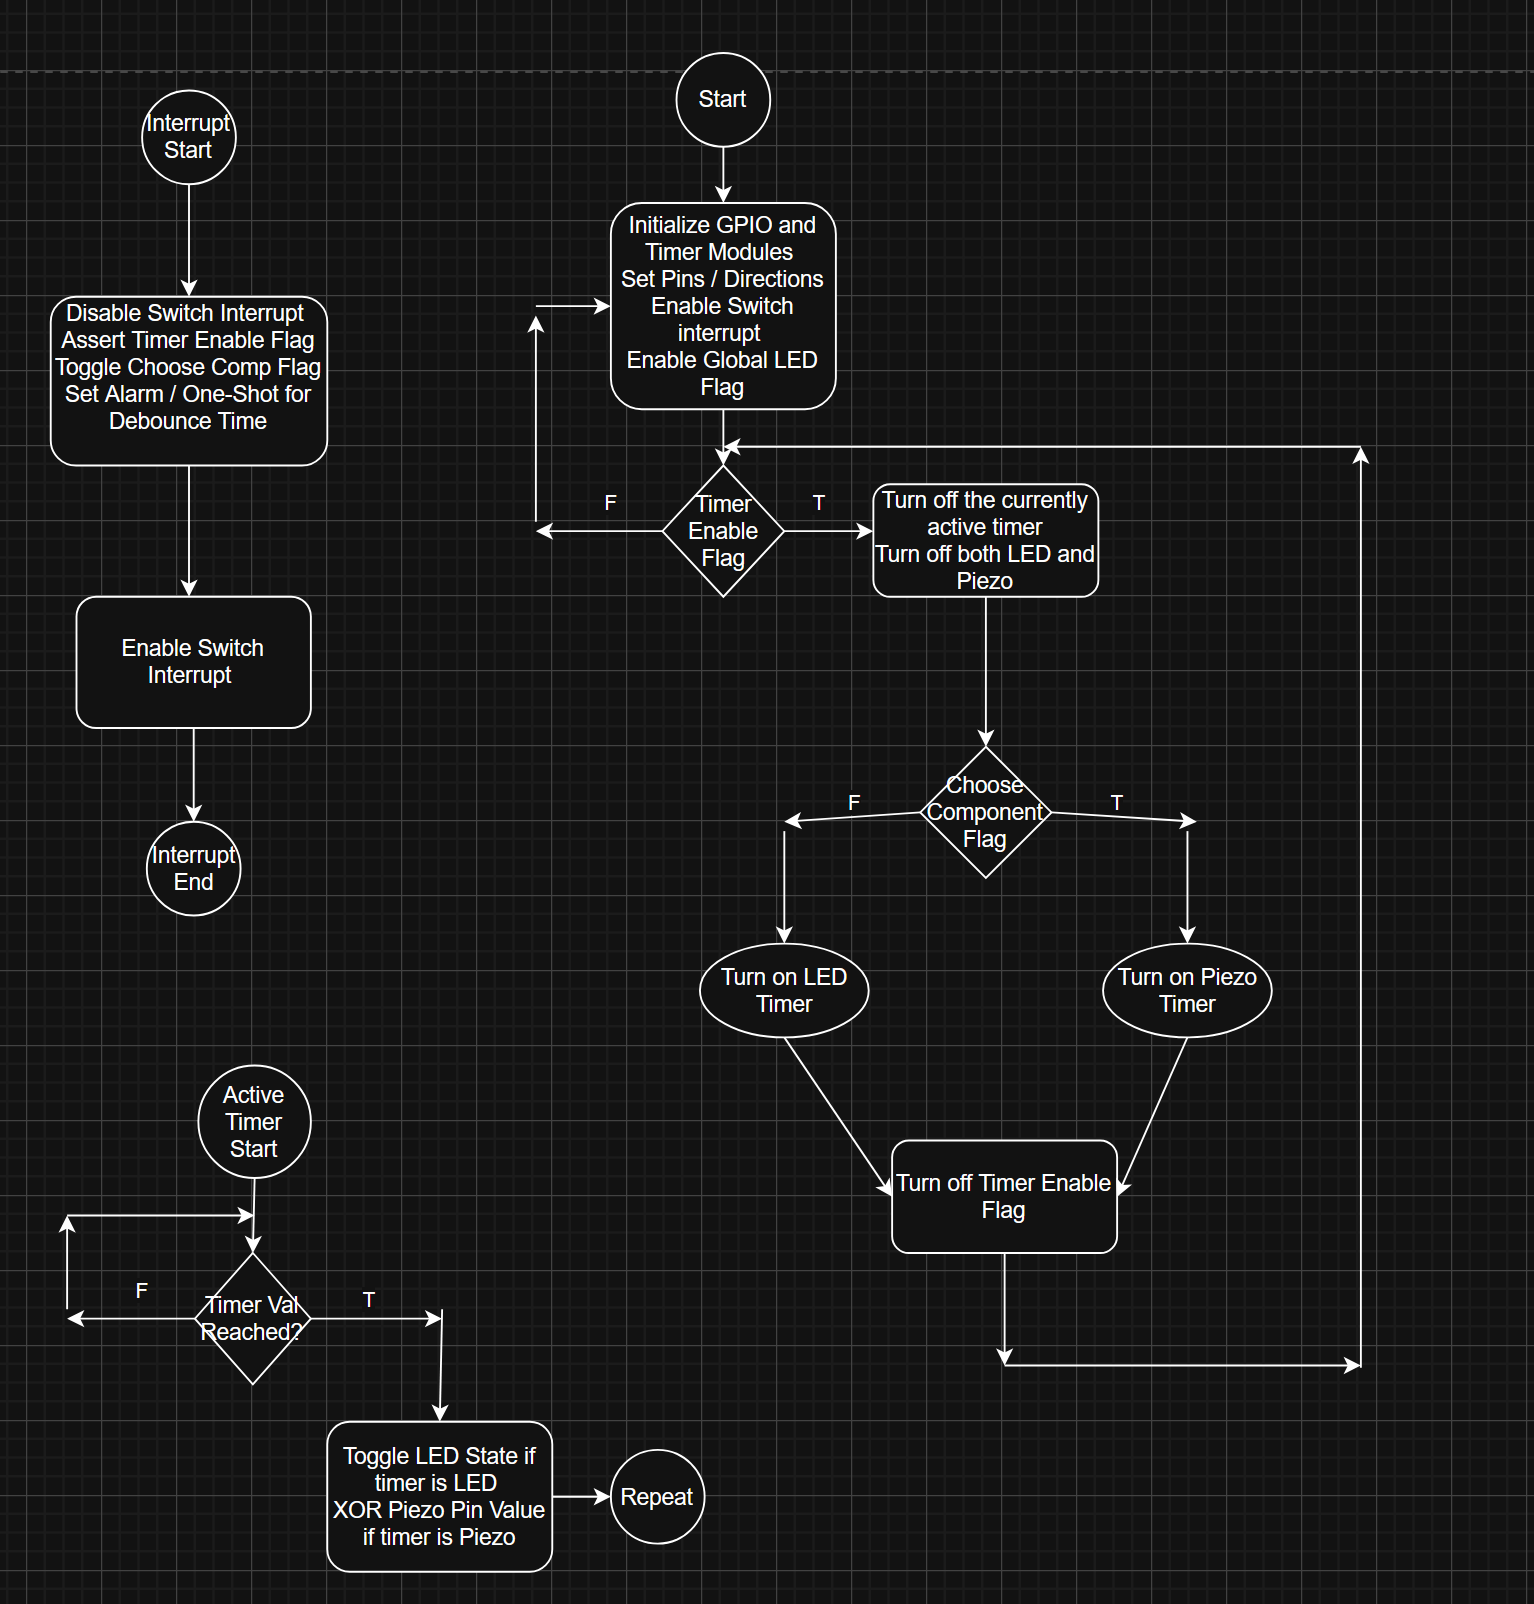 Start
Interrupt
Start
Initialize GPIO and
Timer Modules
Set Pins / Directions
Enable Switch
interrupt
Enable Global LED
Flag
Disable Switch Interrupt
Assert Timer Enable Flag
Toggle Choose Comp Flag
Set Alarm / One-Shot for
Debounce Time
F
Timer
Enable
Flag
T
Turn off the currently
active timer
Turn off both LED and
Piezo
Enable Switch
Interrupt
F
Choose
Component
Flag
T
Interrupt
End
Turn on LED
Timer
Turn on Piezo
Timer
Active
Timer
Start
Turn off Timer Enable
Flag
F
Timer Val
Reached?
T
Toggle LED State if
timer is LED
XOR Piezo Pin Value
if timer is Piezo
Repeat